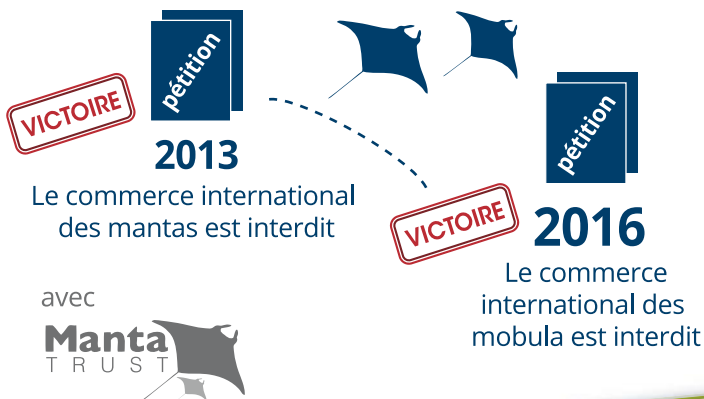 pétition
VICTOIRE
2013
Le commerce international
des mantas est interdit
pétition
VICTOIRE
2016
Le commerce
international des
mobula est interdit
avec
Manta
TRUST